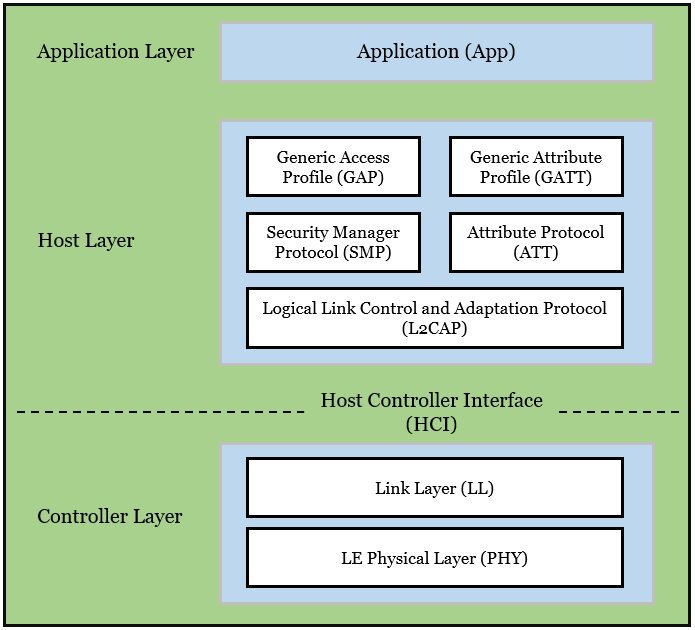 Application Layer
Application (App)
Host Layer
Generic Access
Profile (GAP)
Generic Attribute
Profile (GATT)
Security Manager
Protocol (SMP)
Attribute Protocol
(ATT)
Logical Link Control and Adaptation Protocol
(L2CAP)
Host Controller Interface
(HCI)
Controller Layer
Link Layer (LL)
LE Physical Layer (PHY)